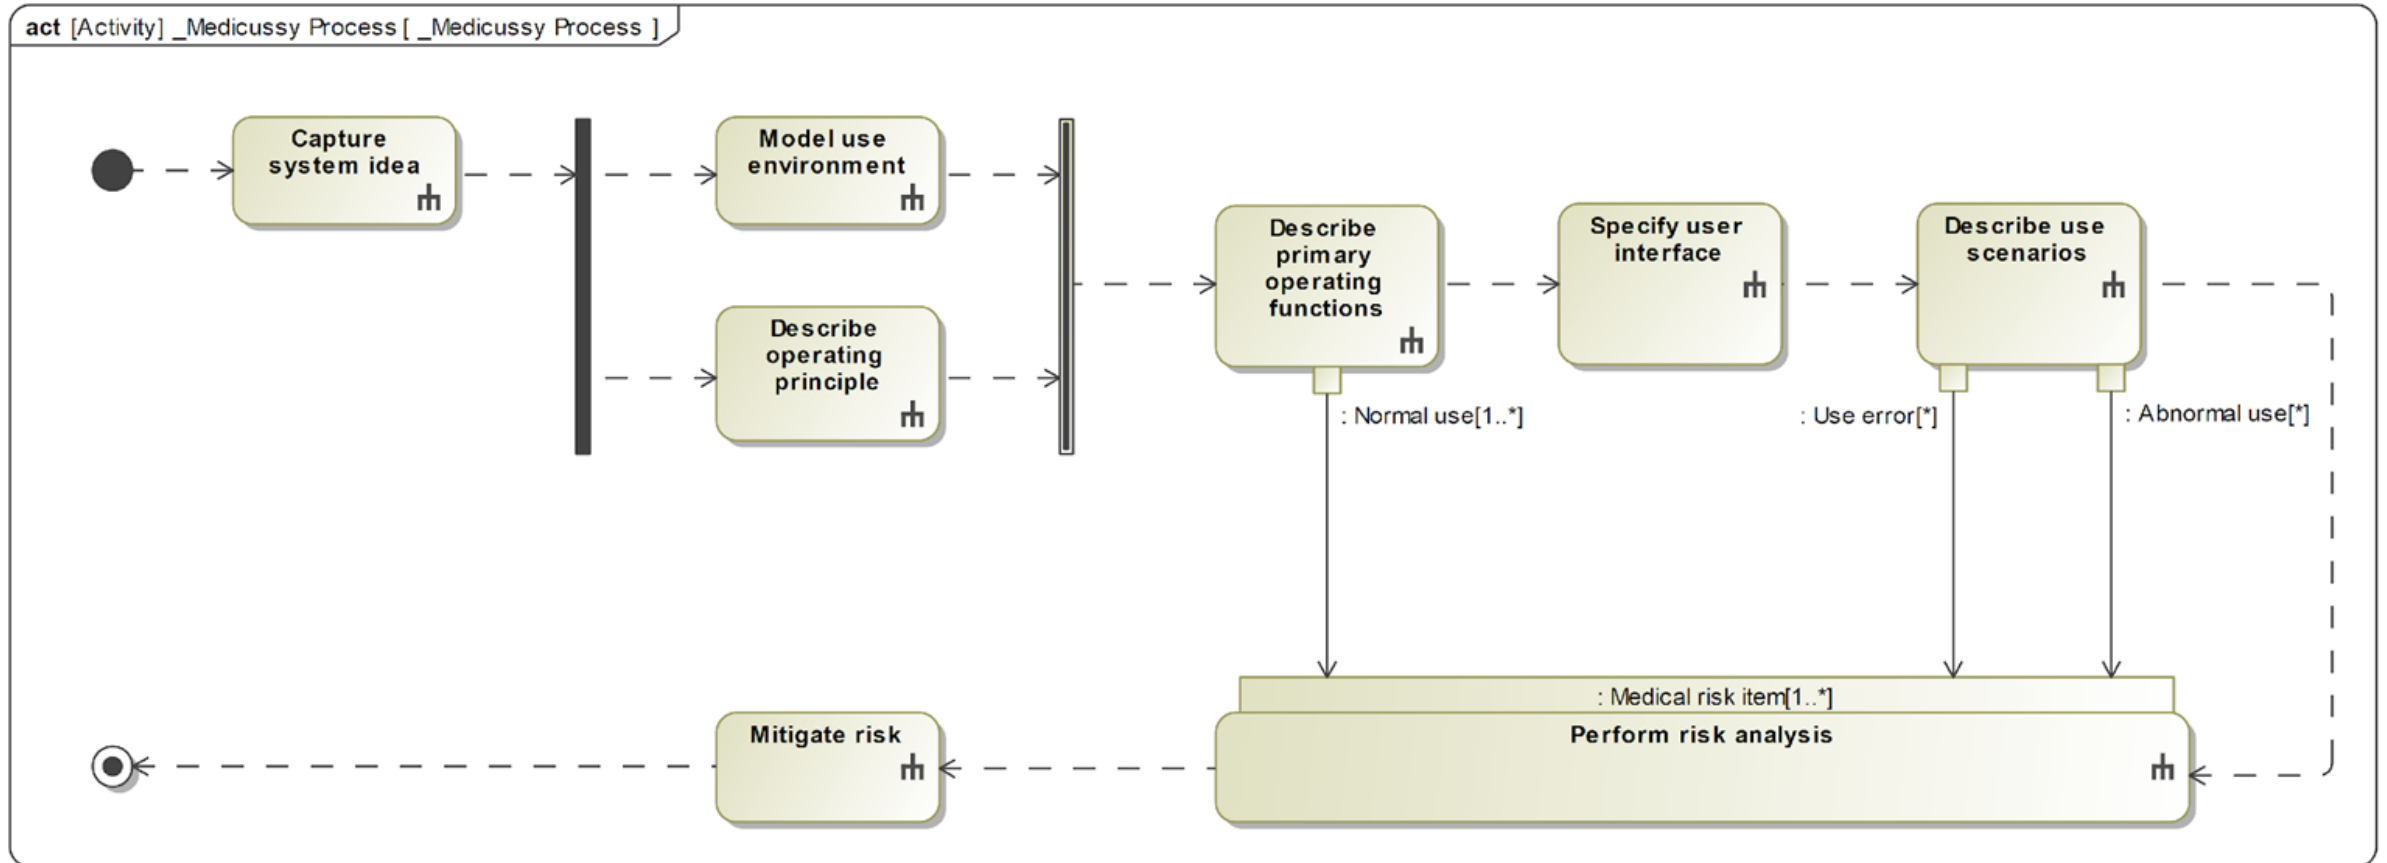 act [Activity] _Medicussy Process [ _Medicussy Process ]
Capture
system idea
Model use
environment
Describe
operating
principle
Describe
primary
operating
functions
Specify user
interface
Describe use
scenarios
: Normal use[1..*]
: Use error[*]
: Abnormal use[*]
: Medical risk item[1..*]
Perform risk analysis
Mitigate risk